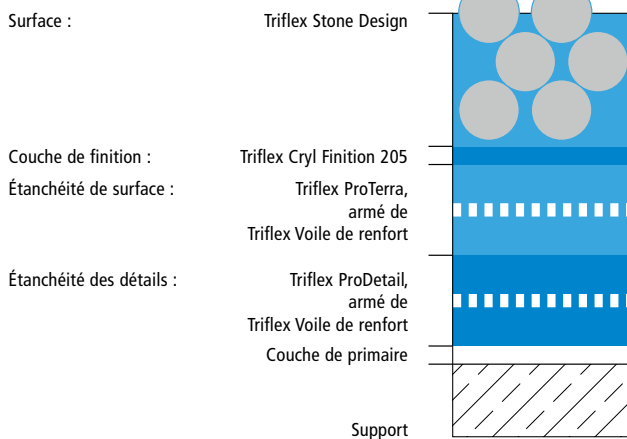 Surface : Triflex Stone Design
Couche de finition : Triflex Cryl Finition 205
Étanchéité de surface : Triflex ProTerra,
armé de
Triflex Voile de renfort
Étanchéité des détails : Triflex ProDetail,
armé de
Triflex Voile de renfort
Couche de primaire
Support